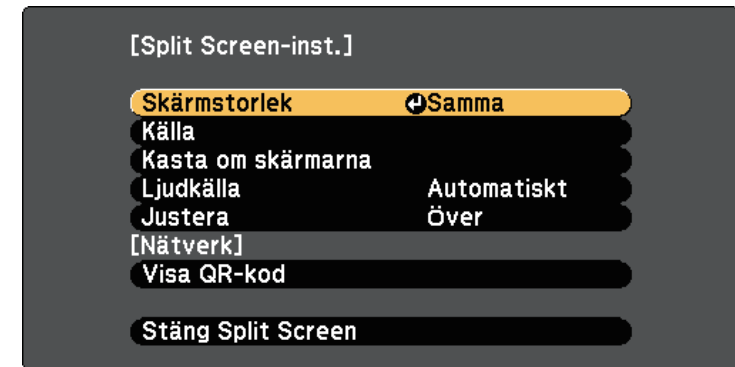 [Split Screen-inst.]
Skärmstorlek Samma
Källa
Kasta om skärmarna
Ljudkälla Automatiskt
Justera Över
[Nätverk]
Visa QR-kod
Stäng Split Screen